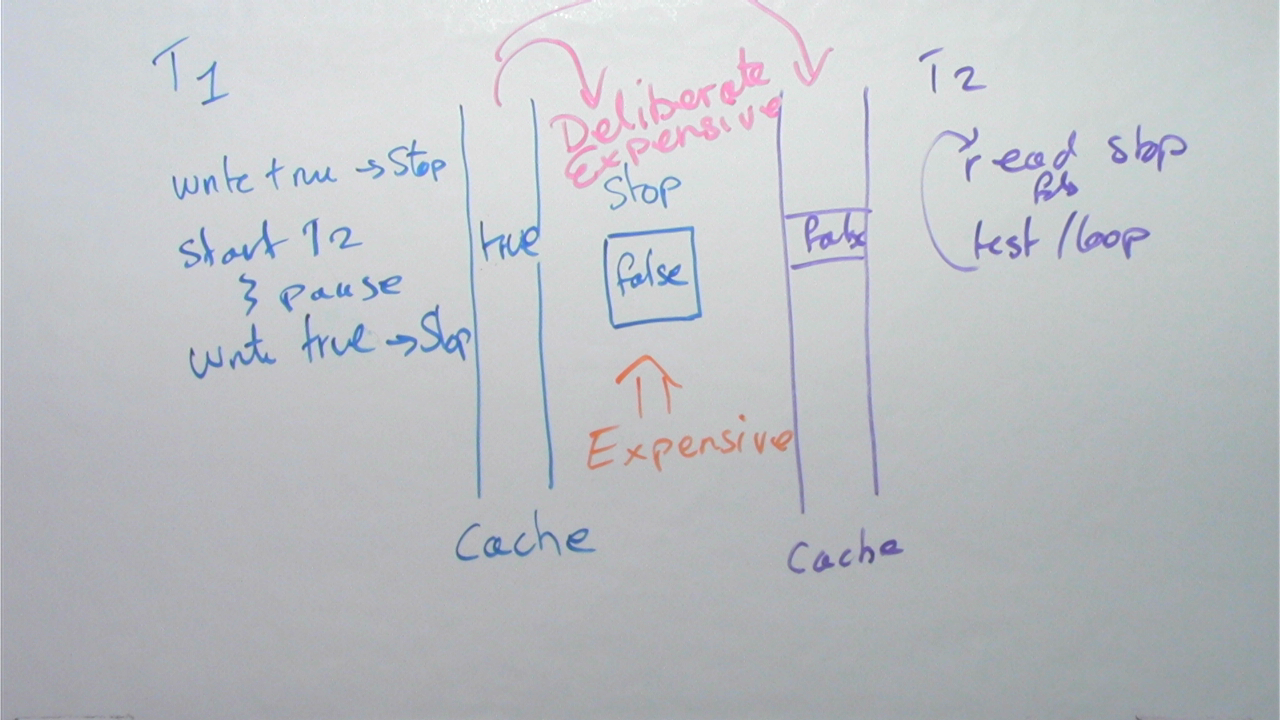 T1
write true → Stop
start T2
} pause
write true → Stop
true
Cache
Deliberate
Expensive
Stop
false
Expensive
false
Cache
T2
read stop
false
test / loop